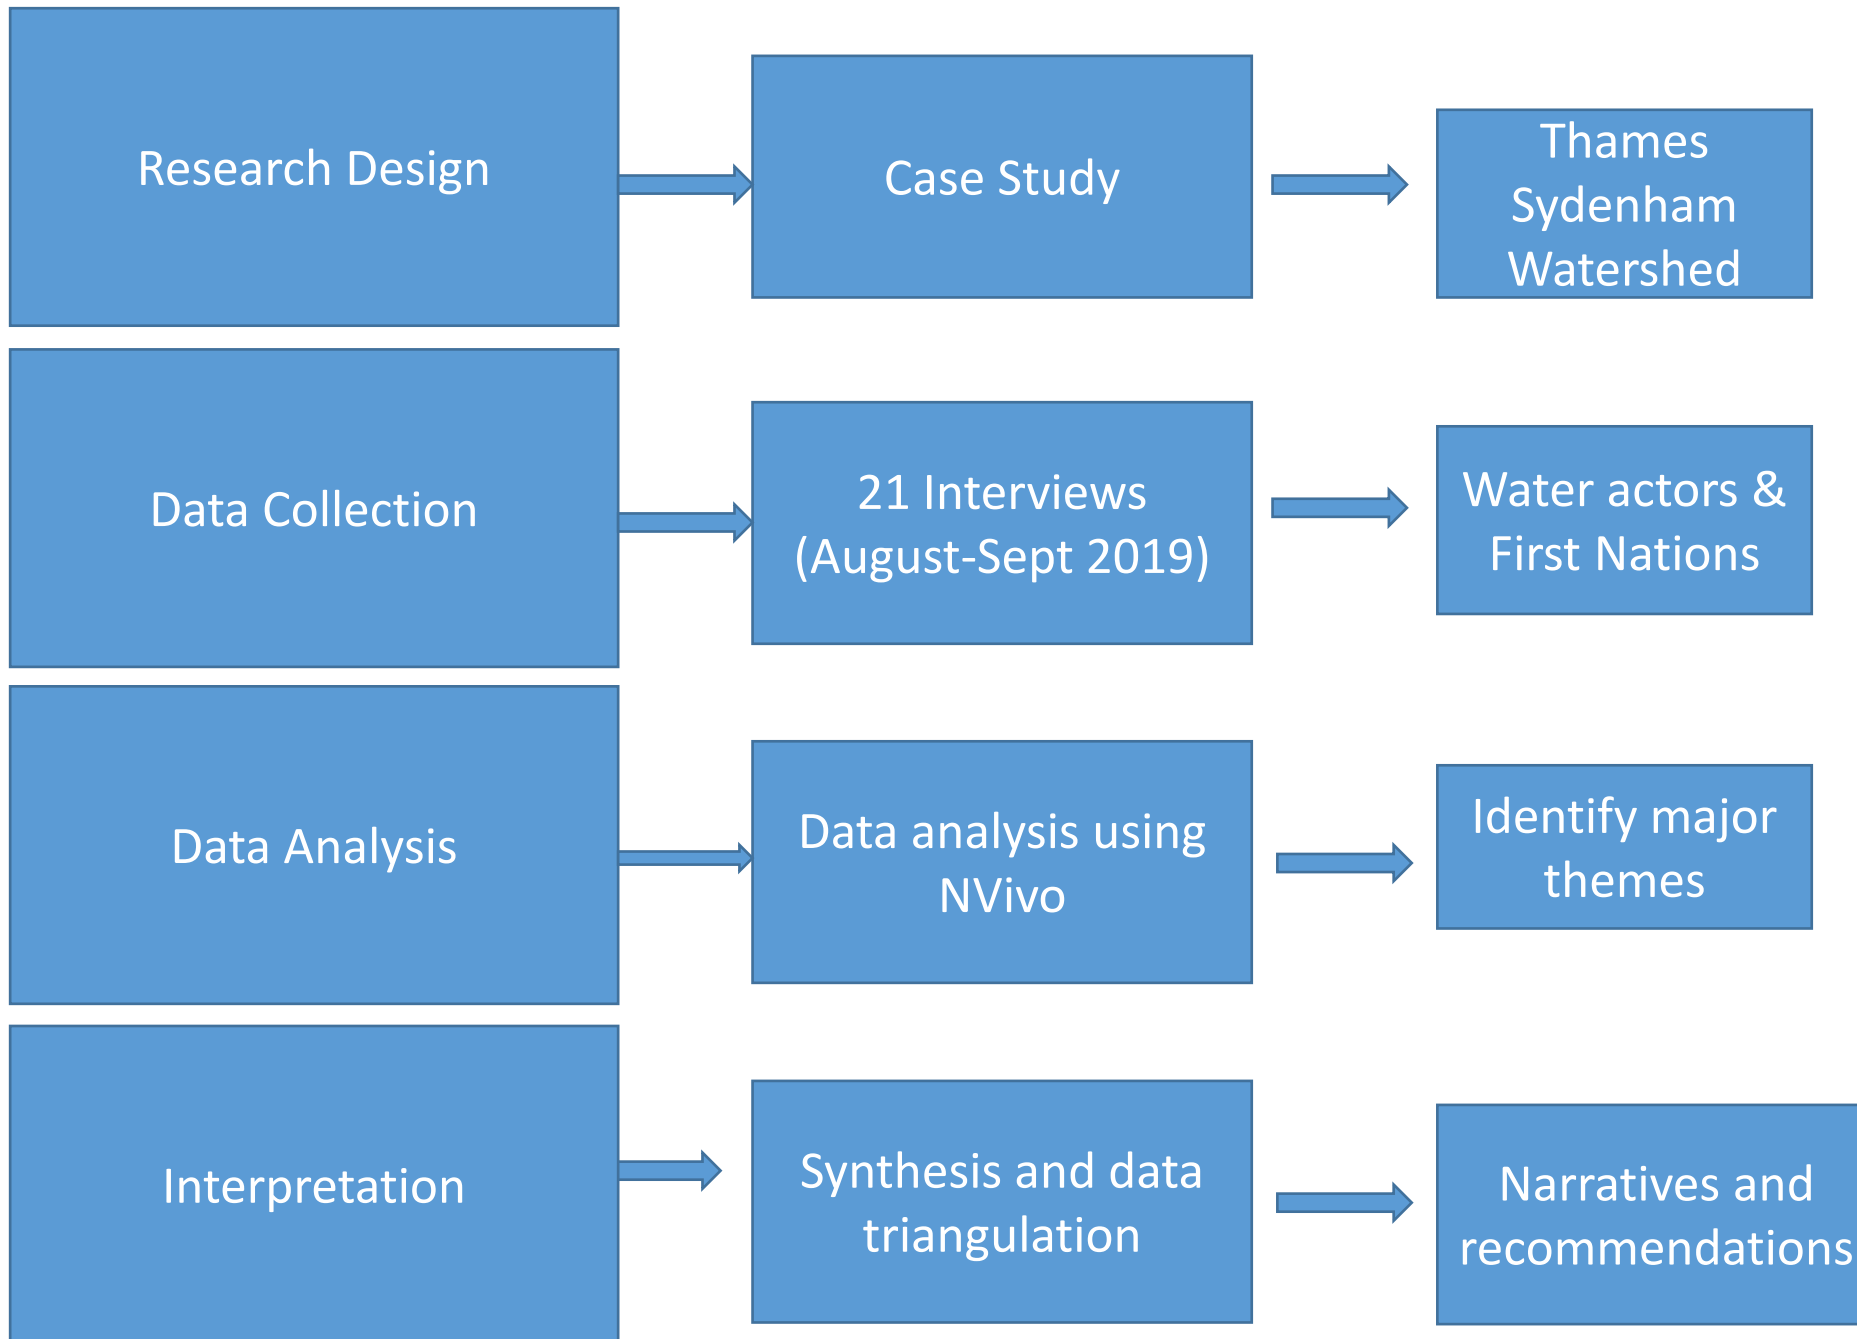 Research Design
Case Study
Thames
Sydenham
Watershed
Data Collection
21 Interviews
(August-Sept 2019)
Water actors &
First Nations
Data Analysis
Data analysis using
NVivo
Identify major
themes
Interpretation
Synthesis and data
triangulation
Narratives and
recommendations